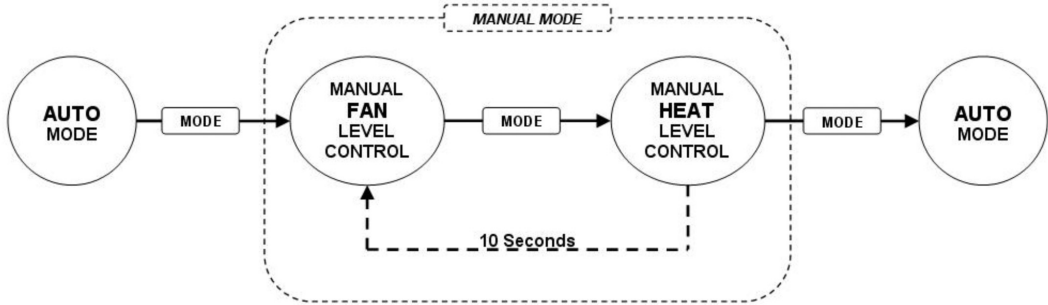 MANUAL MODE
AUTO
MODE
MODE
MANUAL
FAN
LEVEL
CONTROL
MODE
MANUAL
HEAT
LEVEL
CONTROL
MODE
AUTO
MODE
10 Seconds